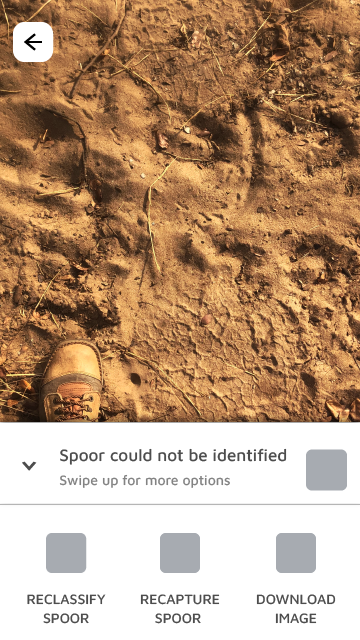 Spoor could not be identified
Swipe up for more options
RECLASSIFY
SPOOR
RECAPTURE
SPOOR
DOWNLOAD
IMAGE